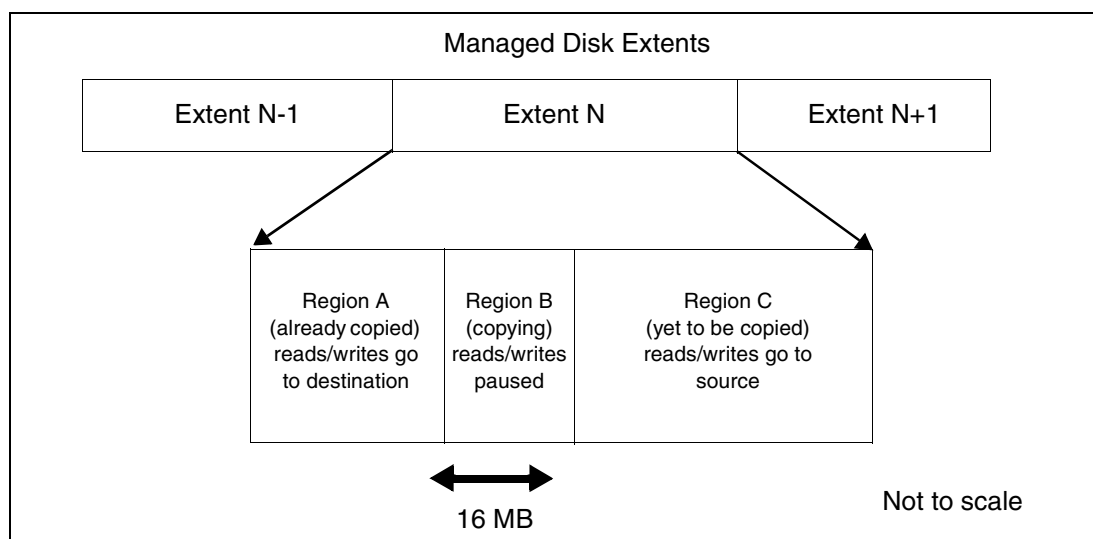 Managed Disk Extents
Extent N-1
Extent N
Extent N+1
Region A
(already copied)
reads/writes go
to destination
Region B
(copying)
reads/writes
paused
Region C
(yet to be copied)
reads/writes go to
source
16 MB
Not to scale